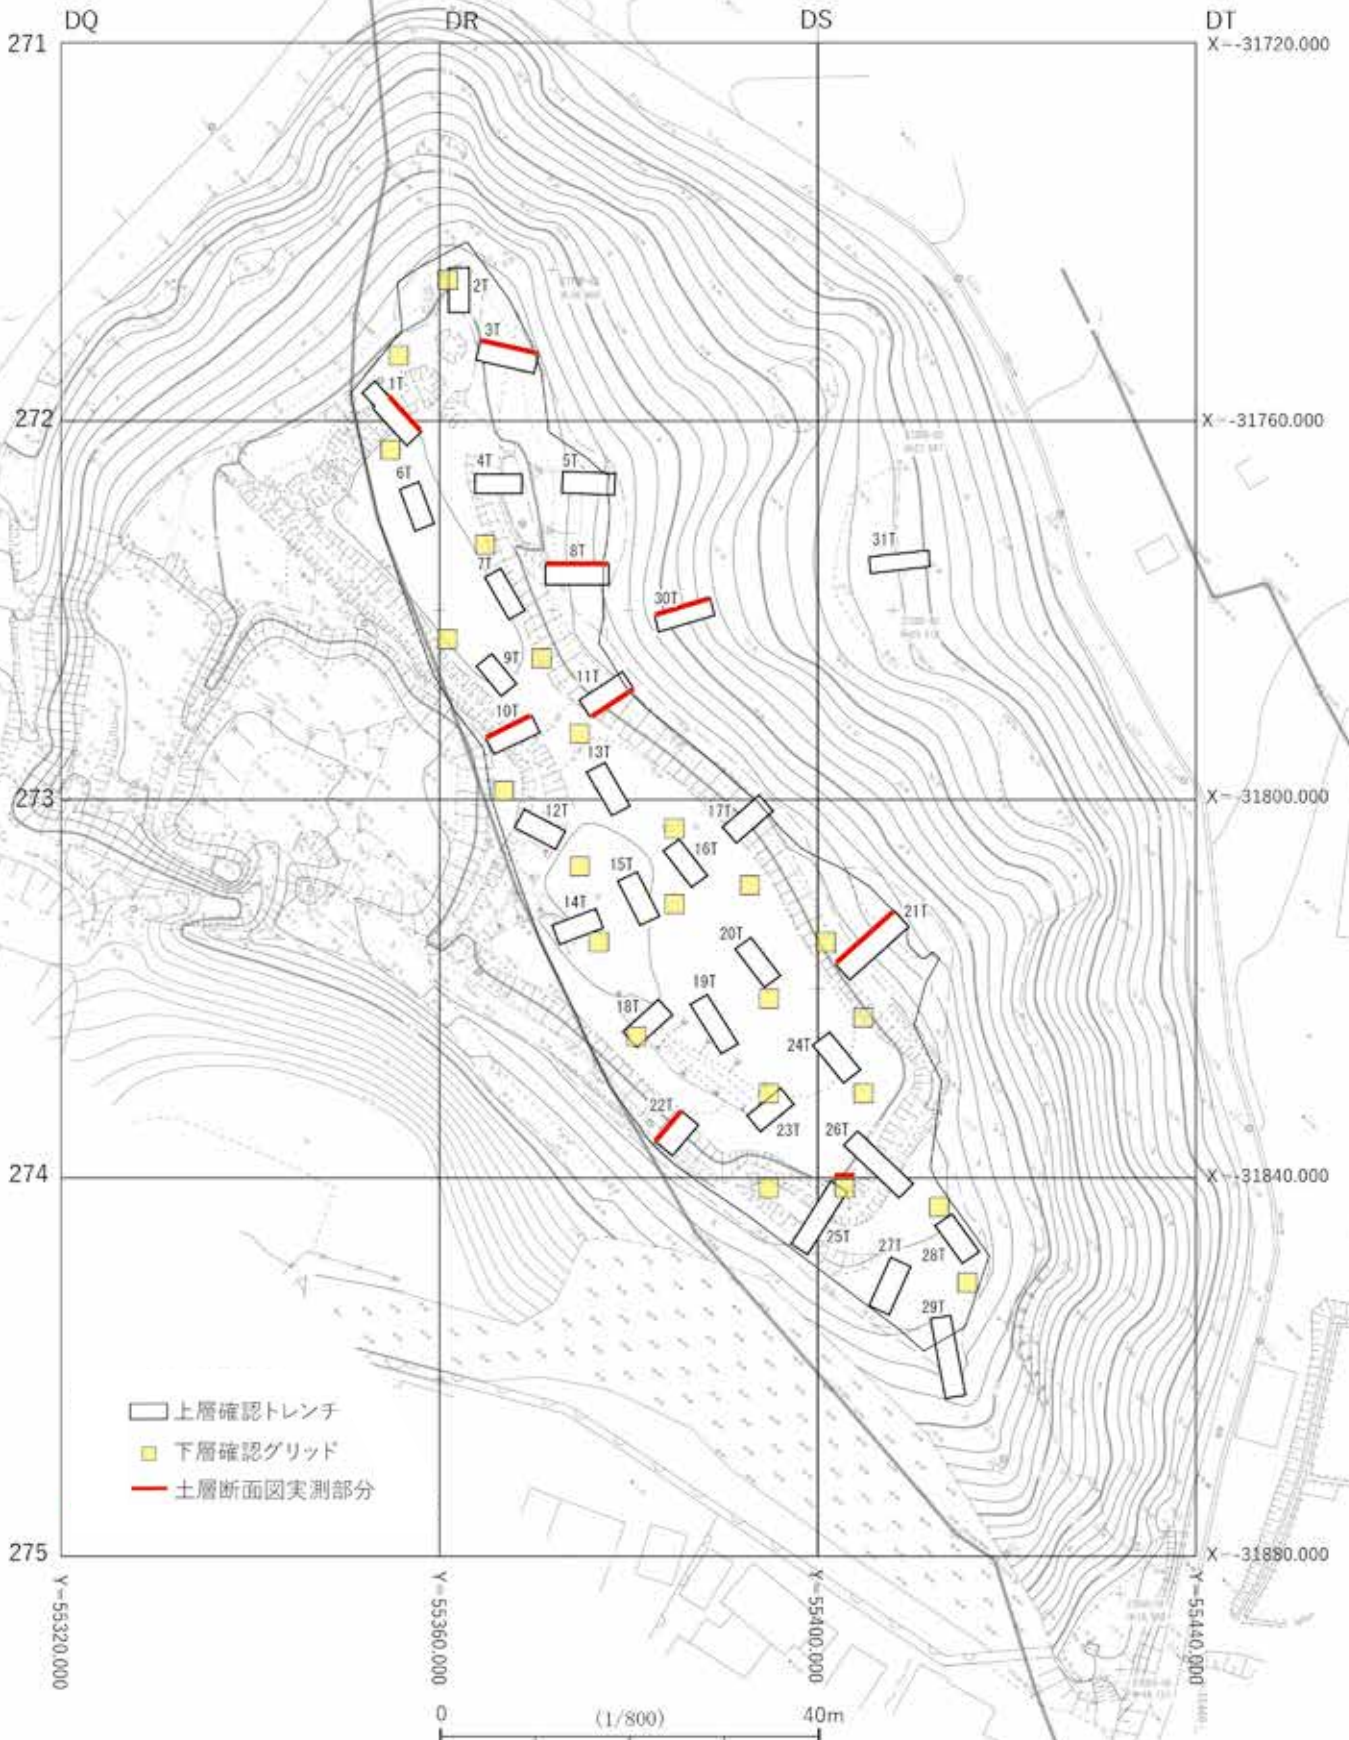 DQ DR DS DT
271 X=-31720.000
2T
3T
1T
272 X=-31760.000
4T 5T
6T
31T
8T
7T
30T
9T
11T
10T
13T
273 X=-31800.000
12T 17T
16T
15T
14T 21T
20T
19T
18T
24T
22T
23T 26T
274 X=-31840.000
25T
27T 28T
29T
上層確認トレンチ
下層確認グリッド
土層断面図実測部分
275 X=-31880.000
Y=55320.000 Y=55360.000 Y=55400.000 Y=55440.000
0 (1/800) 40m